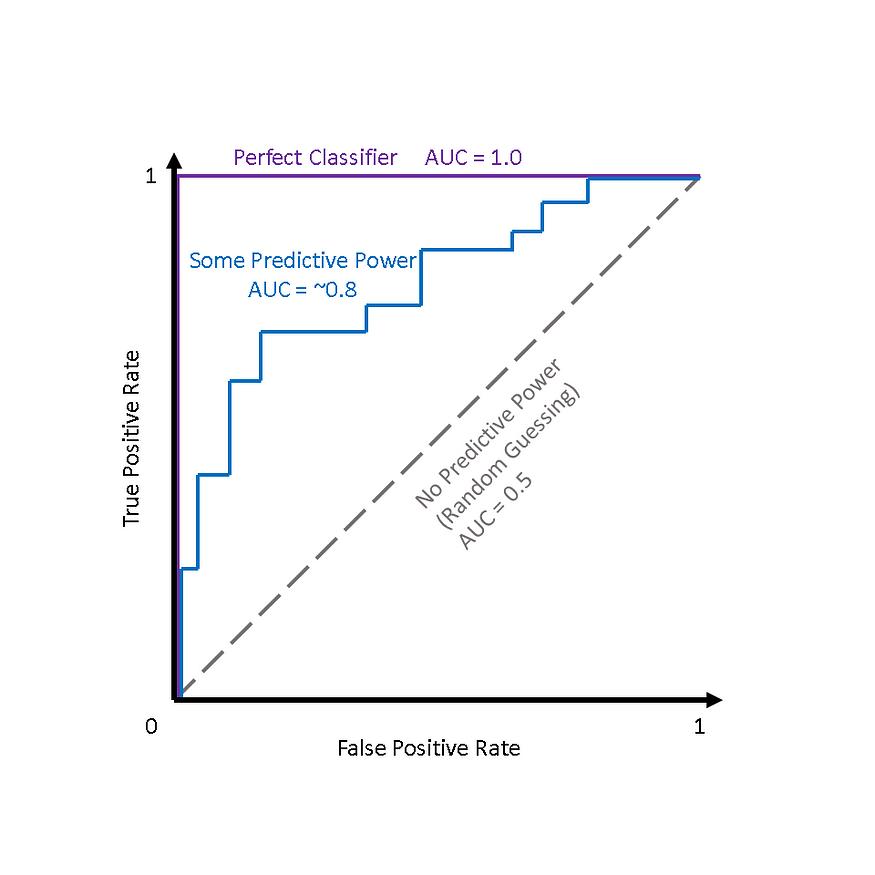 Perfect Classifier AUC = 1.0
1
Some Predictive Power
AUC = ~0.8
True Positive Rate
No Predictive Power
(Random Guessing)
AUC = 0.5
0
1
False Positive Rate